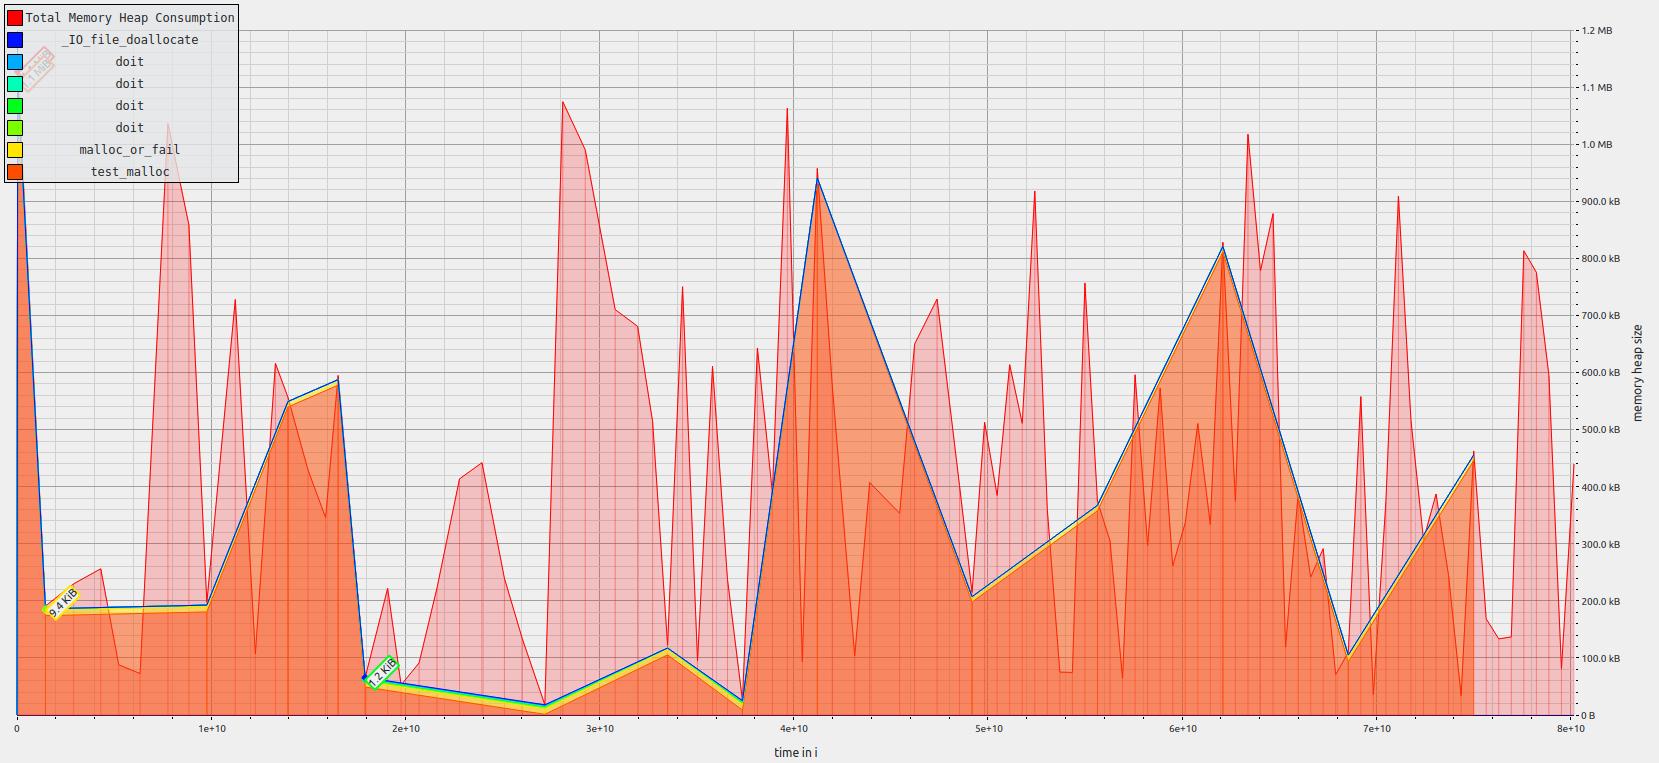 Total Memory Heap Consumption
_IO_file_doallocate
doit
doit
doit
doit
malloc_or_fail
test_malloc
9.4 KiB
1.2 KiB
1.2 MB
1.1 MB
1.0 MB
900.0 kB
800.0 kB
700.0 kB
600.0 kB
500.0 kB
400.0 kB
300.0 kB
200.0 kB
100.0 kB
0 B
memory heap size
0
1e+10
2e+10
3e+10
4e+10
5e+10
6e+10
7e+10
8e+10
time in i